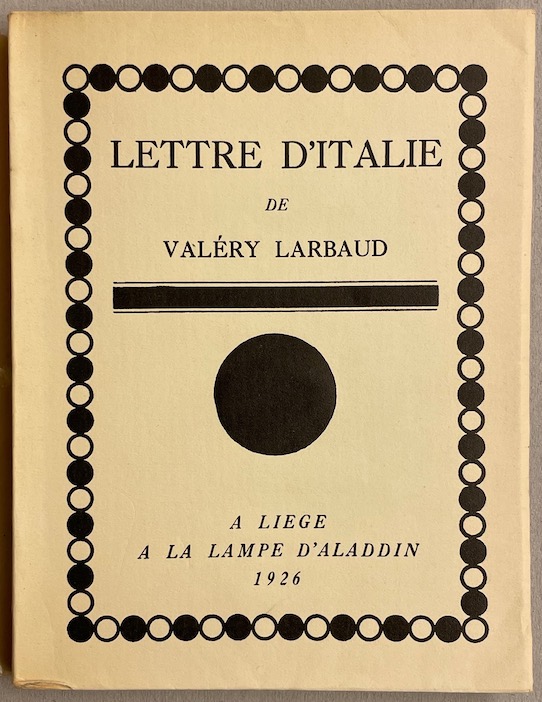 LETTRE D'ITALIE
DE
VALÉRY LARBAUD
A LIEGE
A LA LAMPE D'ALADDIN
1926